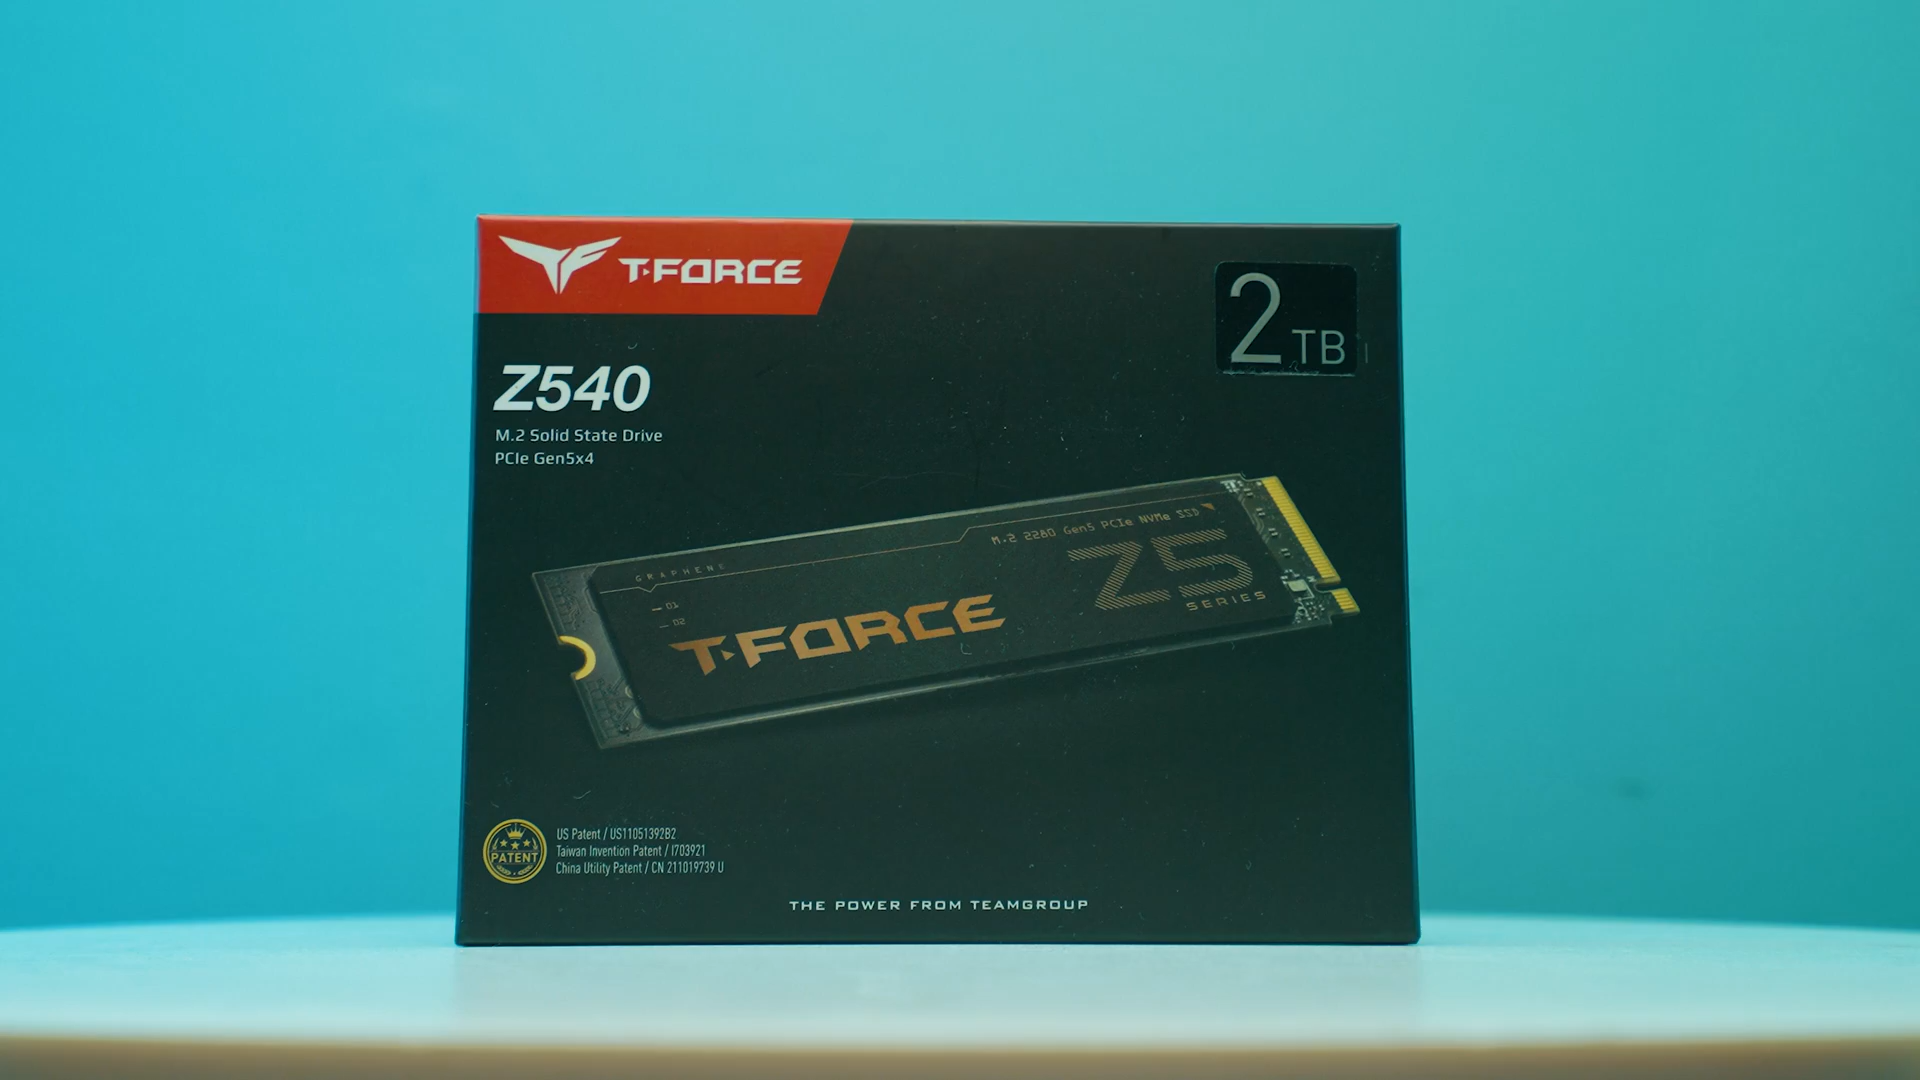 T-FORCE
2TB
Z540
M.2 Solid State Drive
PCIe Gen5x4
M.2 2280 Gen5 PCIe NVMe SSD
GRAPHENE
Z5
SERIES
01
02
T-FORCE
PATENT
US Patent / US11051392B2
Taiwan Invention Patent / I703921
China Utility Patent / CN 211019739 U
THE POWER FROM TEAMGROUP